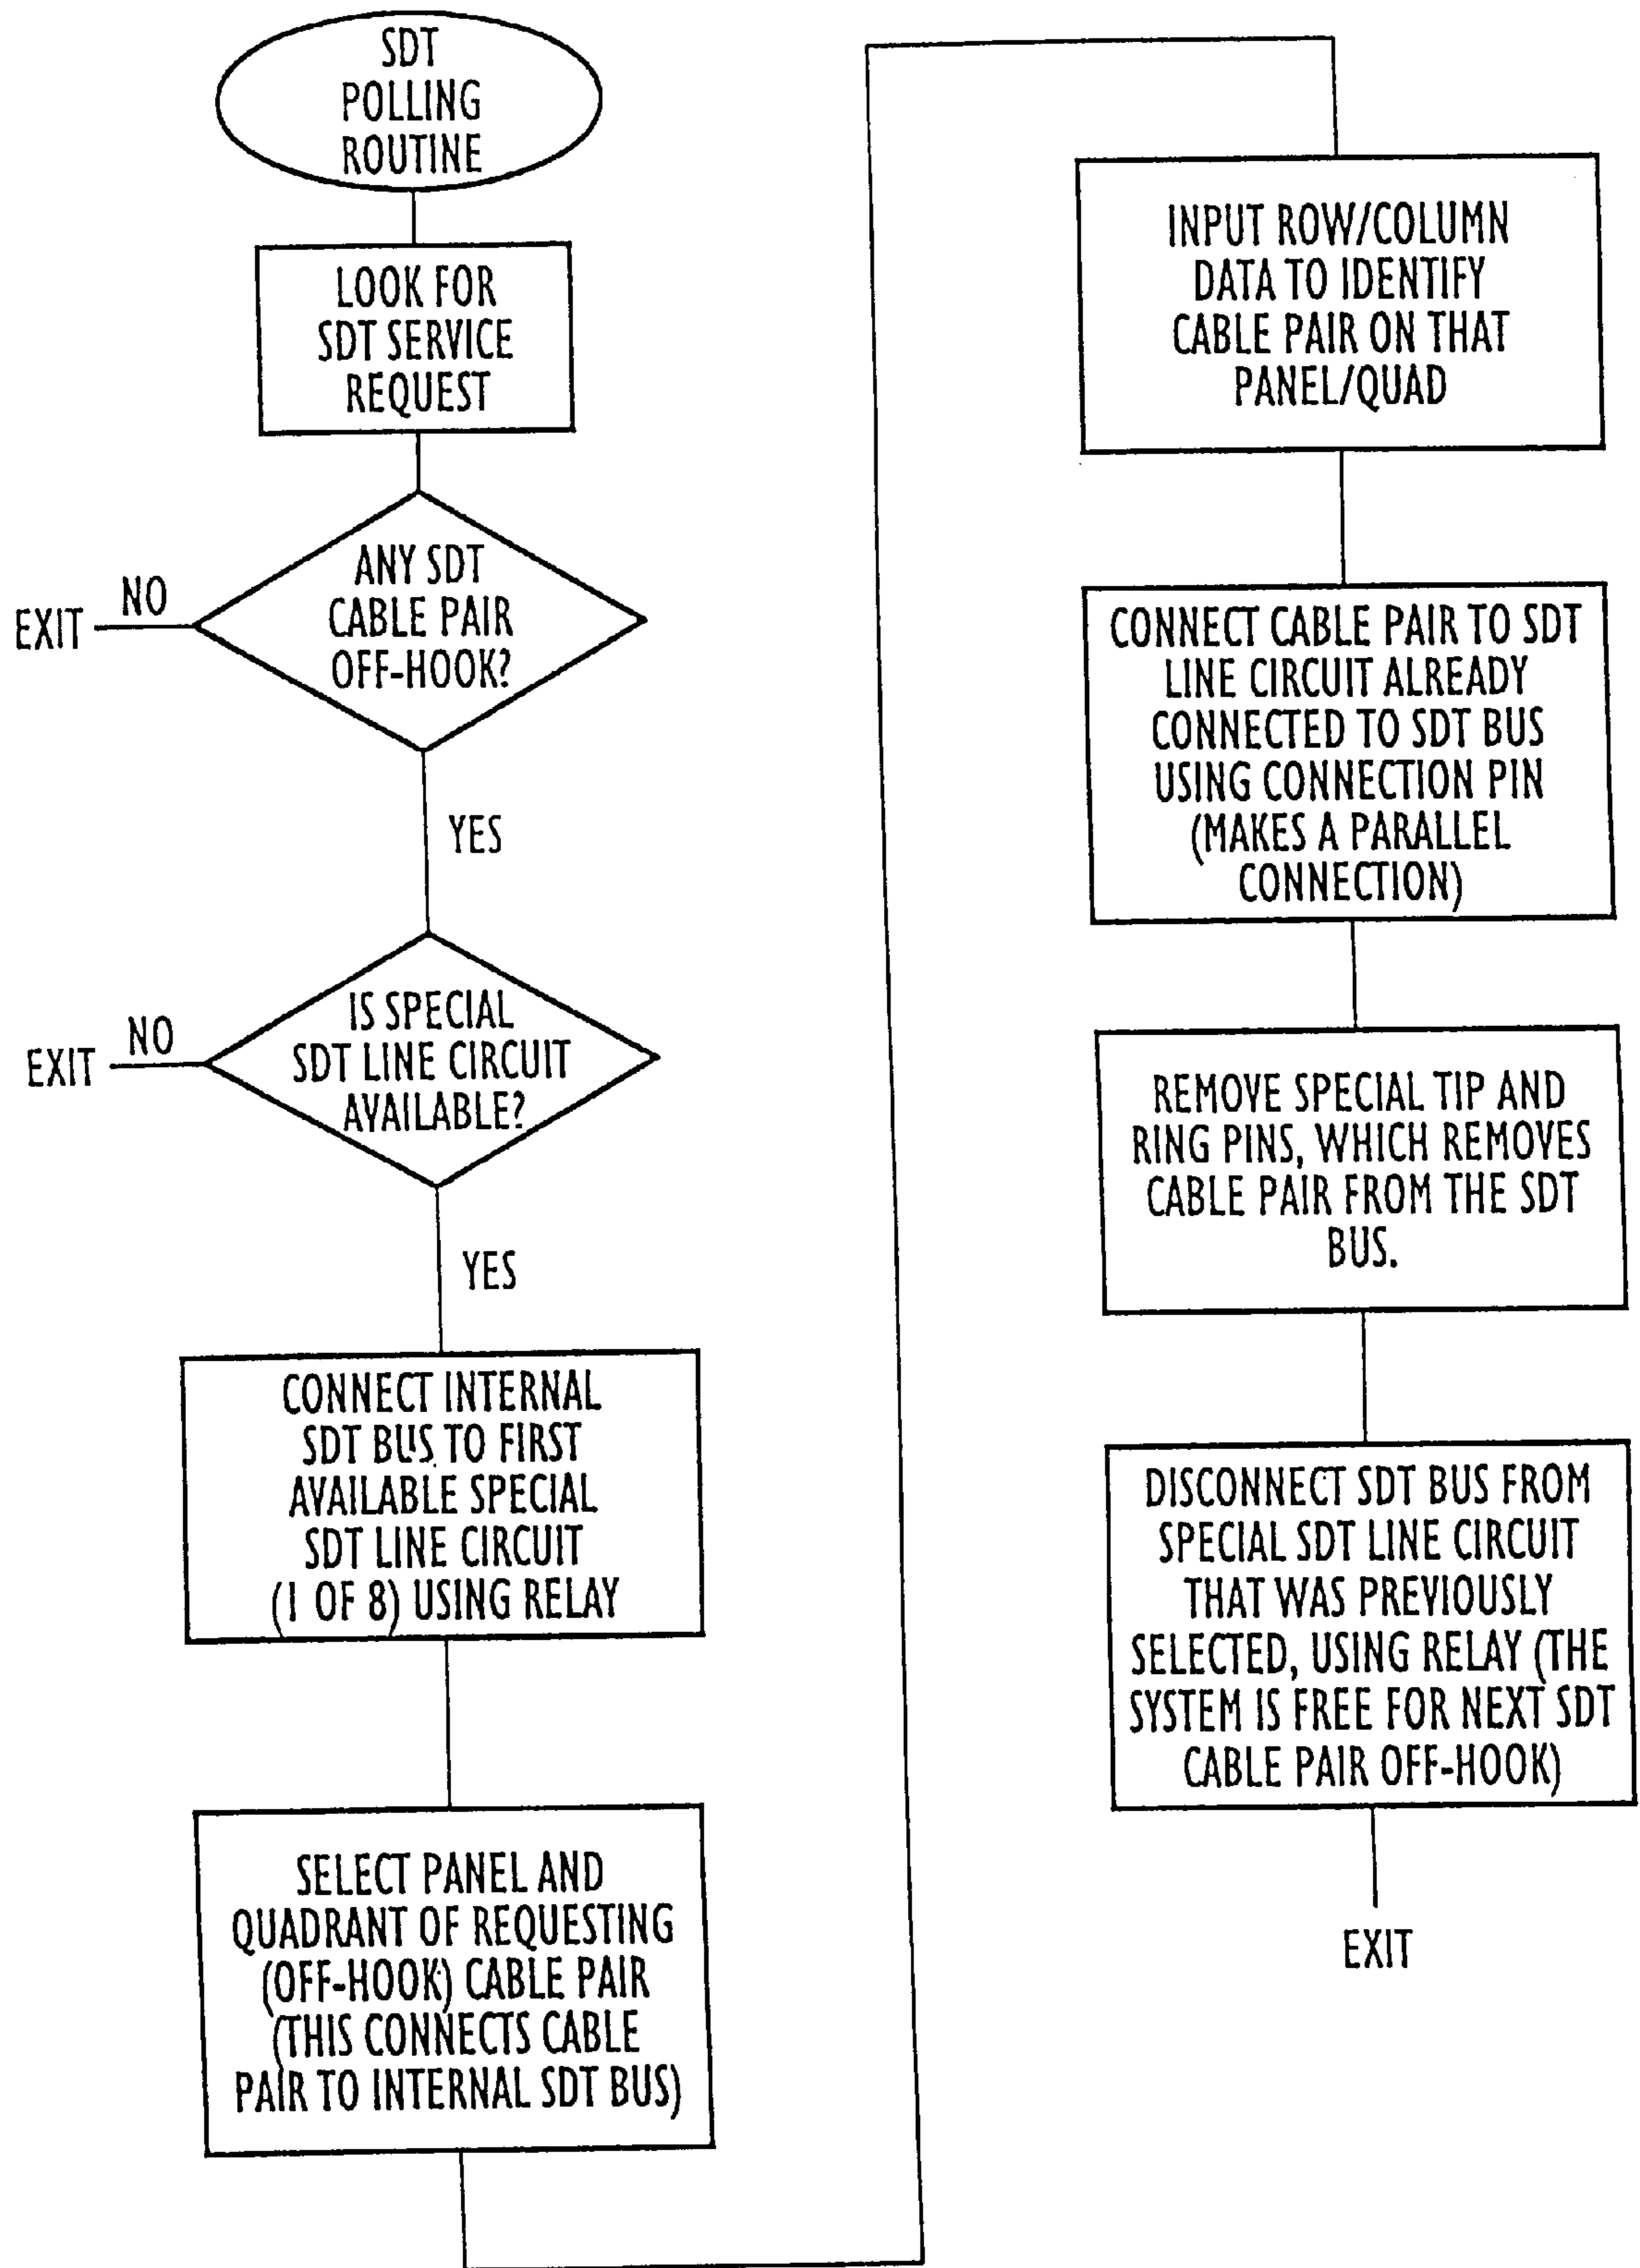 SDT
POLLING
ROUTINE
LOOK FOR
SDT SERVICE
REQUEST
ANY SDT
CABLE PAIR
OFF-HOOK?
NO
EXIT
YES
IS SPECIAL
SDT LINE CIRCUIT
AVAILABLE?
NO
EXIT
YES
CONNECT INTERNAL
SDT BUS TO FIRST
AVAILABLE SPECIAL
SDT LINE CIRCUIT
(1 OF 8) USING RELAY
SELECT PANEL AND
QUADRANT OF REQUESTING
(OFF-HOOK) CABLE PAIR
(THIS CONNECTS CABLE
PAIR TO INTERNAL SDT BUS)
INPUT ROW/COLUMN
DATA TO IDENTIFY
CABLE PAIR ON THAT
PANEL/QUAD
CONNECT CABLE PAIR TO SDT
LINE CIRCUIT ALREADY
CONNECTED TO SDT BUS
USING CONNECTION PIN
(MAKES A PARALLEL
CONNECTION)
REMOVE SPECIAL TIP AND
RING PINS, WHICH REMOVES
CABLE PAIR FROM THE SDT
BUS.
DISCONNECT SDT BUS FROM
SPECIAL SDT LINE CIRCUIT
THAT WAS PREVIOUSLY
SELECTED, USING RELAY (THE
SYSTEM IS FREE FOR NEXT SDT
CABLE PAIR OFF-HOOK)
EXIT